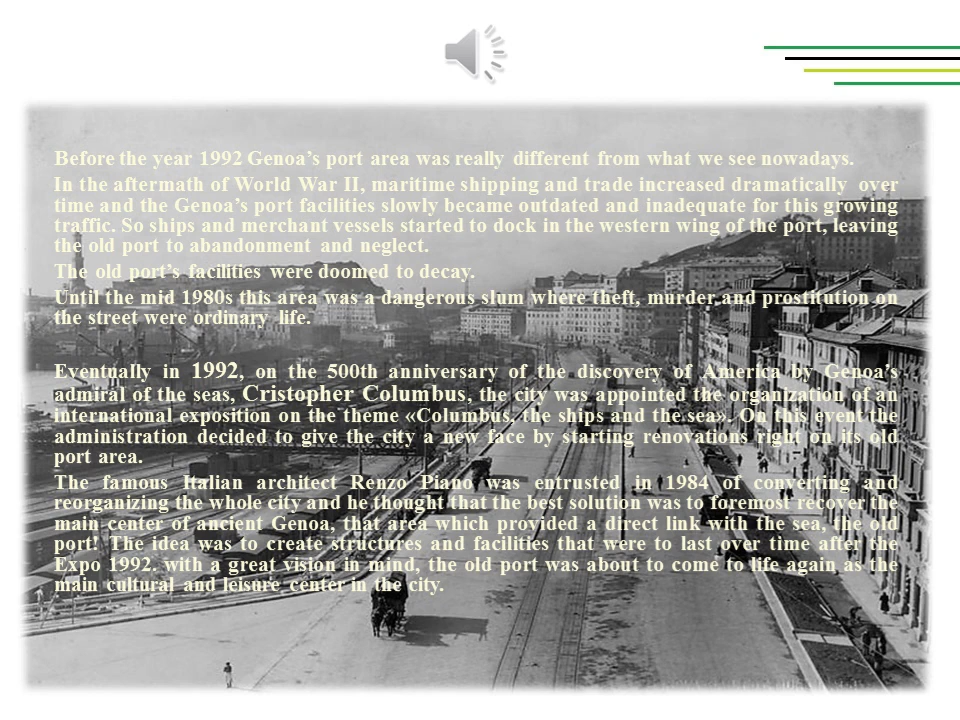 Before the year 1992 Genoa’s port area was really different from what we see nowadays.
In the aftermath of World War II, maritime shipping and trade increased dramatically over
time and the Genoa’s port facilities slowly became outdated and inadequate for this growing
traffic. So ships and merchant vessels started to dock in the western wing of the port, leaving
the old port to abandonment and neglect.
The old port’s facilities were doomed to decay.
Until the mid 1980s this area was a dangerous slum where theft, murder and prostitution on
the street were ordinary life.
Eventually in 1992, on the 500th anniversary of the discovery of America by Genoa’s
admiral of the seas, Cristopher Columbus, the city was appointed the organization of an
international exposition on the theme «Columbus, the ships and the sea». On this event the
administration decided to give the city a new face by starting renovations right on its old
port area.
The famous Italian architect Renzo Piano was entrusted in 1984 of converting and
reorganizing the whole city and he thought that the best solution was to foremost recover the
main center of ancient Genoa, that area which provided a direct link with the sea, the old
port! The idea was to create structures and facilities that were to last over time after the
Expo 1992. with a great vision in mind, the old port was about to come to life again as the
main cultural and leisure center in the city.